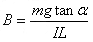 B = mg tan α / IL